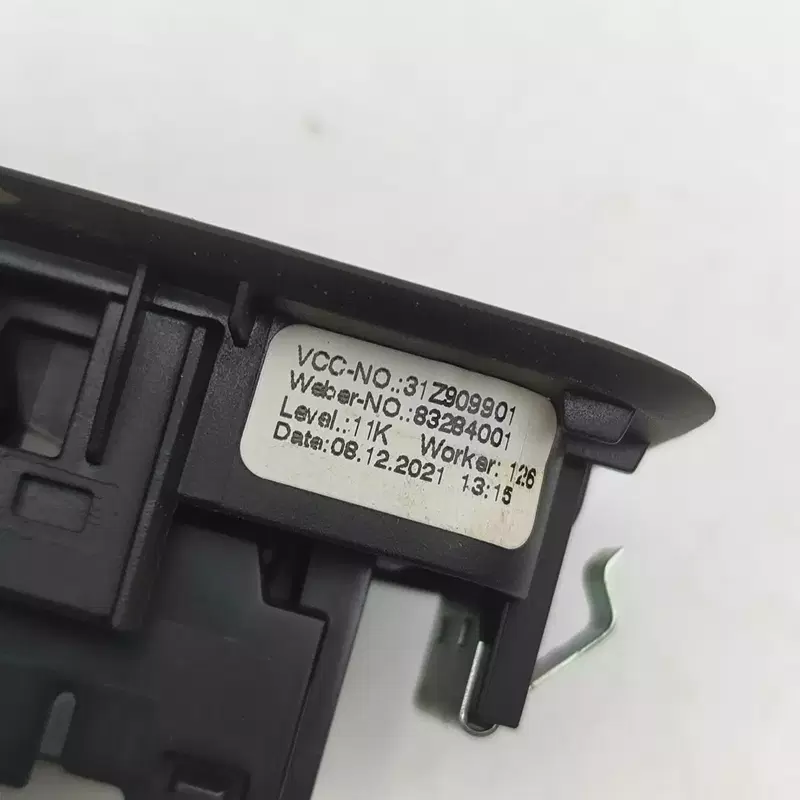 VCC-NO.:31Z909901
Weber-NO.:83284001
Level.:11K Worker: 126
Date:08.12.2021 13:15